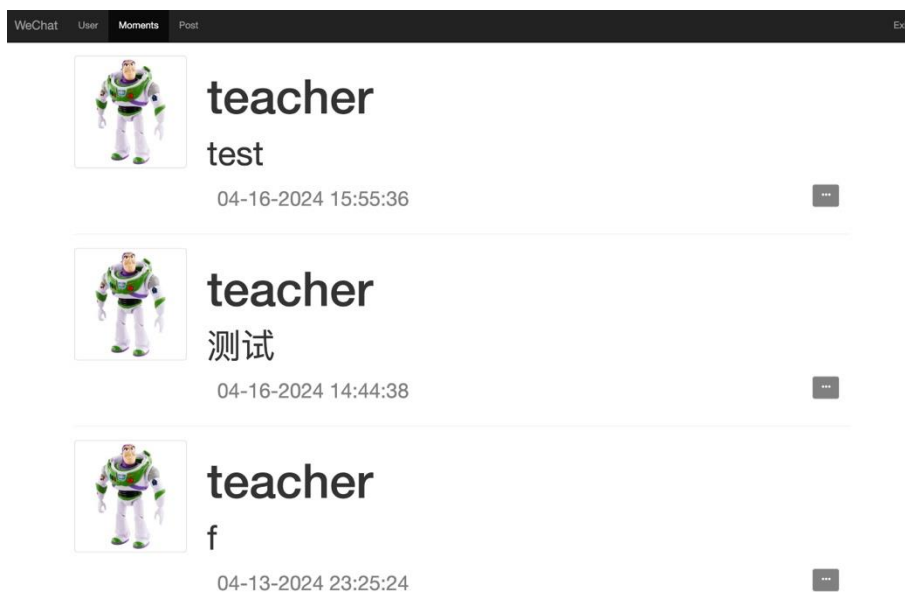 WeChat User Moments Post Ex
teacher
test
04-16-2024 15:55:36
teacher
测试
04-16-2024 14:44:38
teacher
f
04-13-2024 23:25:24